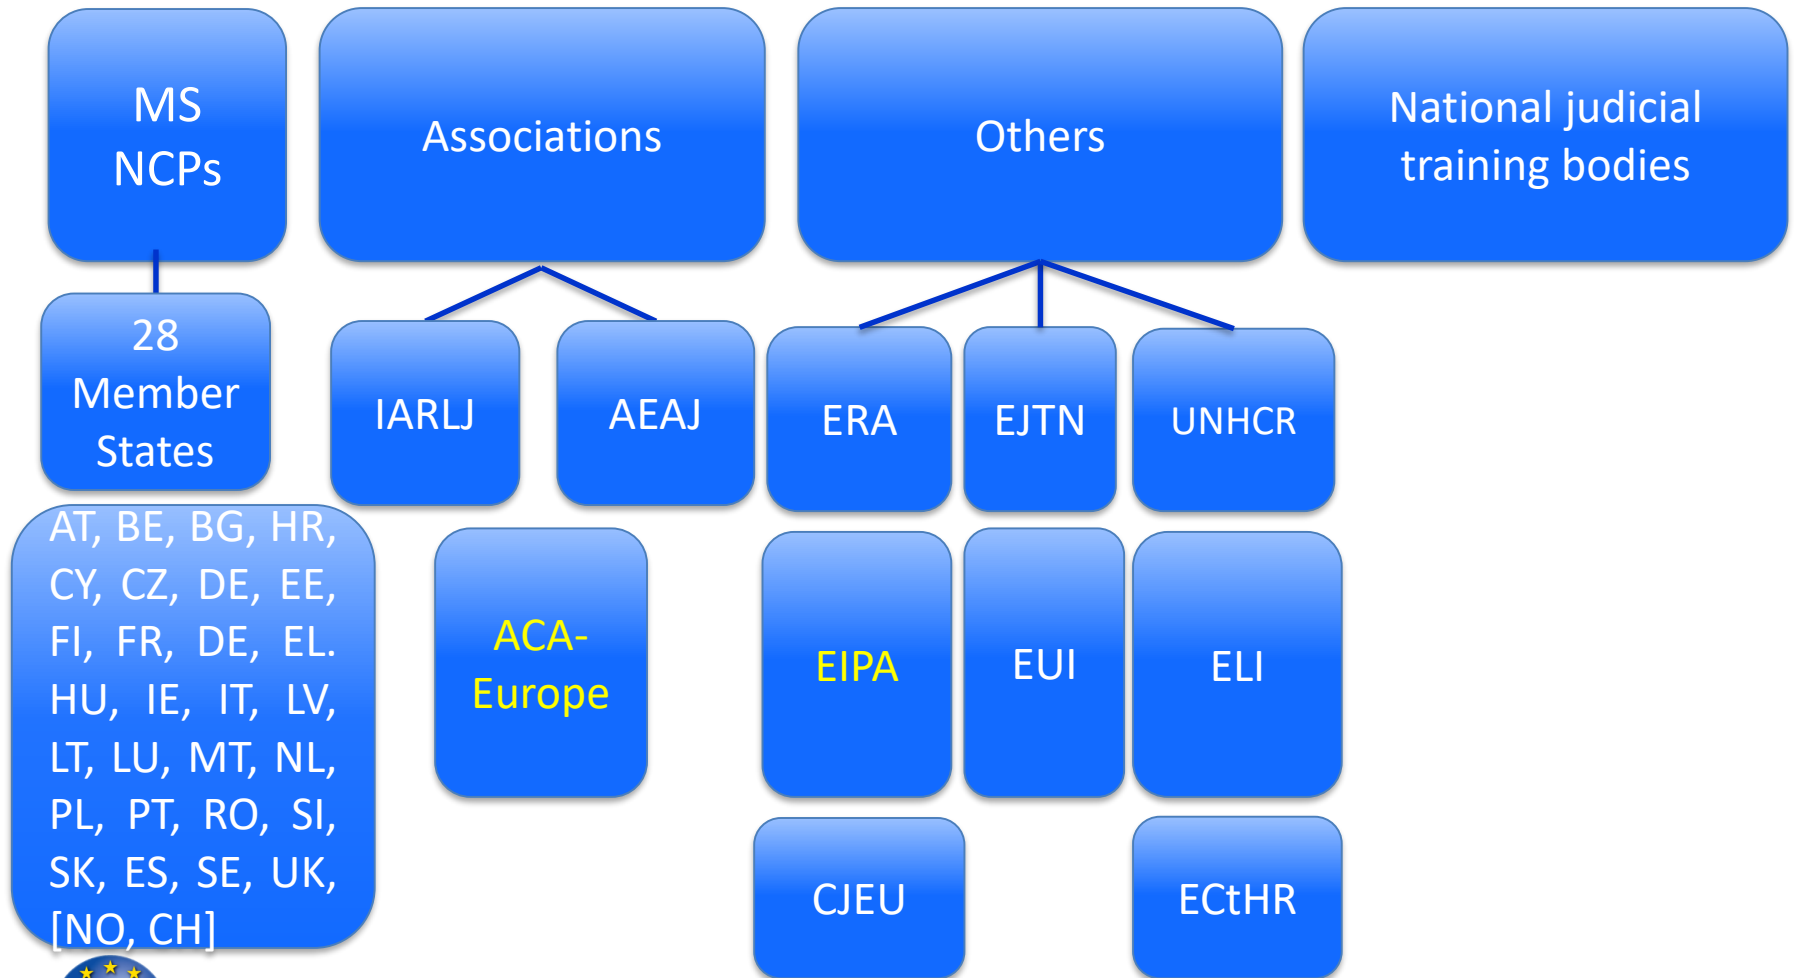 MS
NCPs
Associations
Others
National judicial
training bodies
28
Member
States
IARLJ
AEAJ
ERA
EJTN
UNHCR
AT, BE, BG, HR,
CY, CZ, DE, EE,
FI, FR, DE, EL.
HU, IE, IT, LV,
LT, LU, MT, NL,
PL, PT, RO, SI,
SK, ES, SE, UK,
[NO, CH]
ACA-
Europe
EIPA
EUI
ELI
CJEU
ECtHR